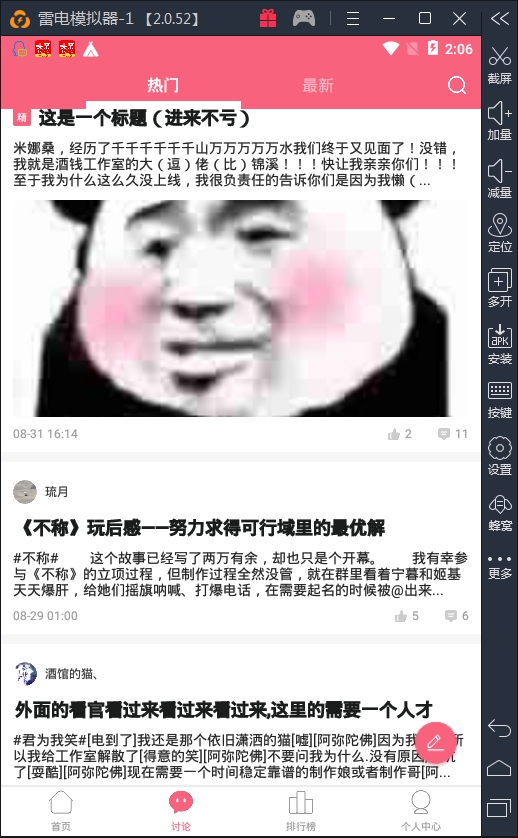 雷电模拟器-1 【2.0.52】
2:06
热门
最新
精 这是一个标题（进来不亏）
米娜桑，经历了千千千千千千山万万万万万水我们终于又见面了！没错，
我就是酒钱工作室的大（逗）佬（比）锦溪！！！快让我亲亲你们！！！
至于我为什么这么久没上线，我很负责任的告诉你们是因为我懒（...
08-31 16:14
2
11
琉月
《不称》玩后感——努力求得可行域里的最优解
#不称# 这个故事已经写了两万有余，却也只是个开幕。 我有幸参
与《不称》的立项过程，但制作过程全然没管，就在群里看着宁暮和姬基
天天爆肝，给她们摇旗呐喊、打爆电话，在需要起名的时候被@出来...
08-29 01:00
5
6
酒馆的猫、
外面的看官看过来看过来看过来,这里的需要一个人才
#君为我笑#[电到了]我还是那个依旧潇洒的猫[嘘][阿弥陀佛]因为我 所
以我给工作室解散了[得意的笑][阿弥陀佛]不要问我为什么.没有原因
了[耍酷][阿弥陀佛]现在需要一个时间稳定靠谱的制作娘或者制作哥[阿...
首页
讨论
排行榜
个人中心
截屏
加量
减量
定位
多开
APK
安装
按键
设置
蜂窝
更多